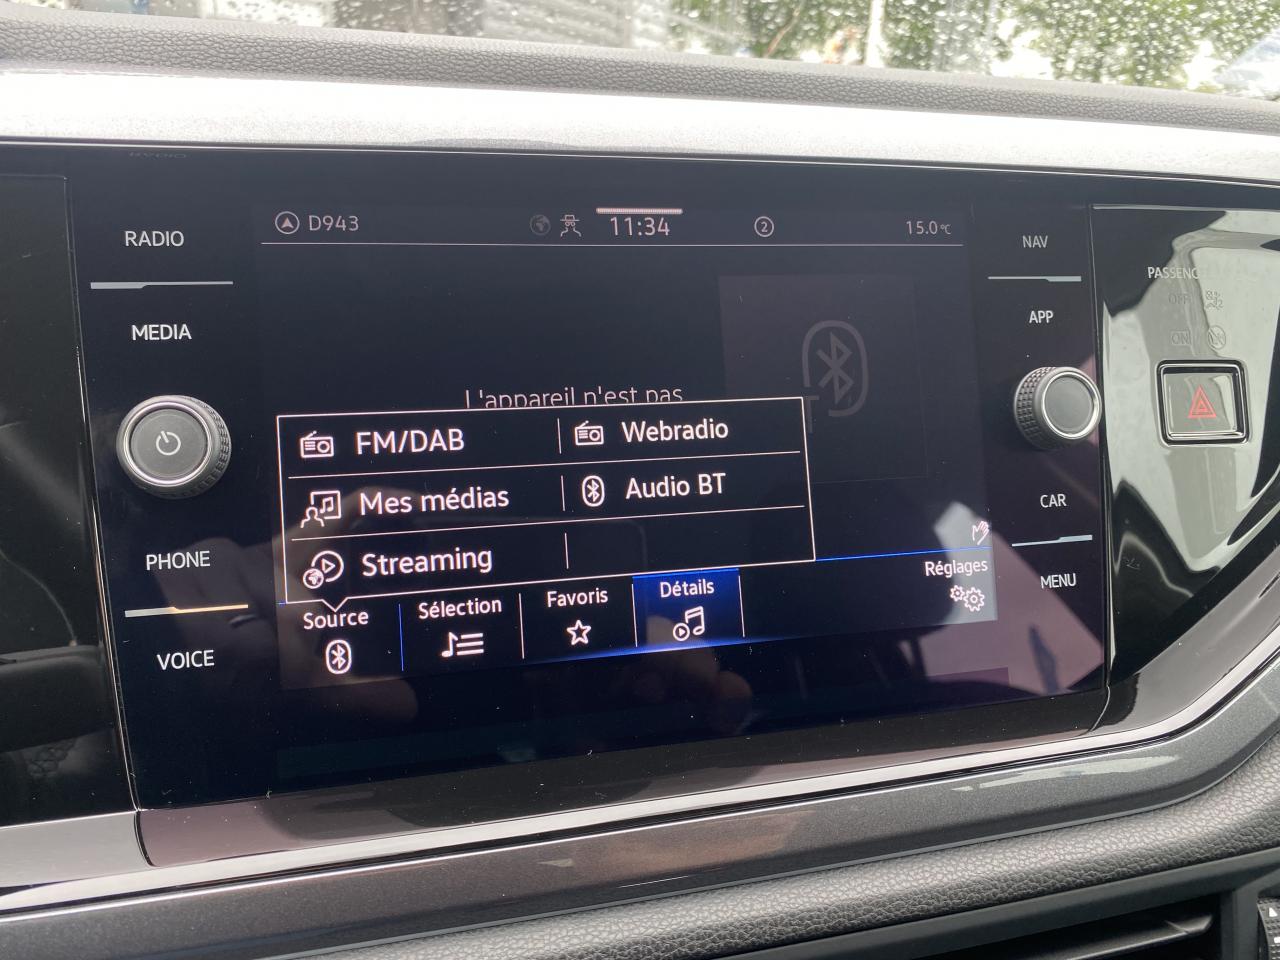 D943
11:34
2
15.0°C
RADIO
MEDIA
PHONE
VOICE
L'appareil n'est pas
FM/DAB
Webradio
Mes médias
Audio BT
Streaming
Source
Sélection
Favoris
Détails
Réglages
NAV
APP
CAR
MENU
PASSENG
OFF
ON